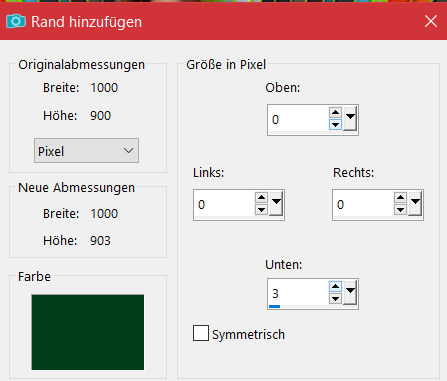 Rand hinzufügen
Originalabmessungen
Breite: 1000
Höhe: 900
Pixel
Neue Abmessungen
Breite: 1000
Höhe: 903
Farbe
Größe in Pixel
Oben:
0
Links: Rechts:
0 0
Unten:
3
Symmetrisch